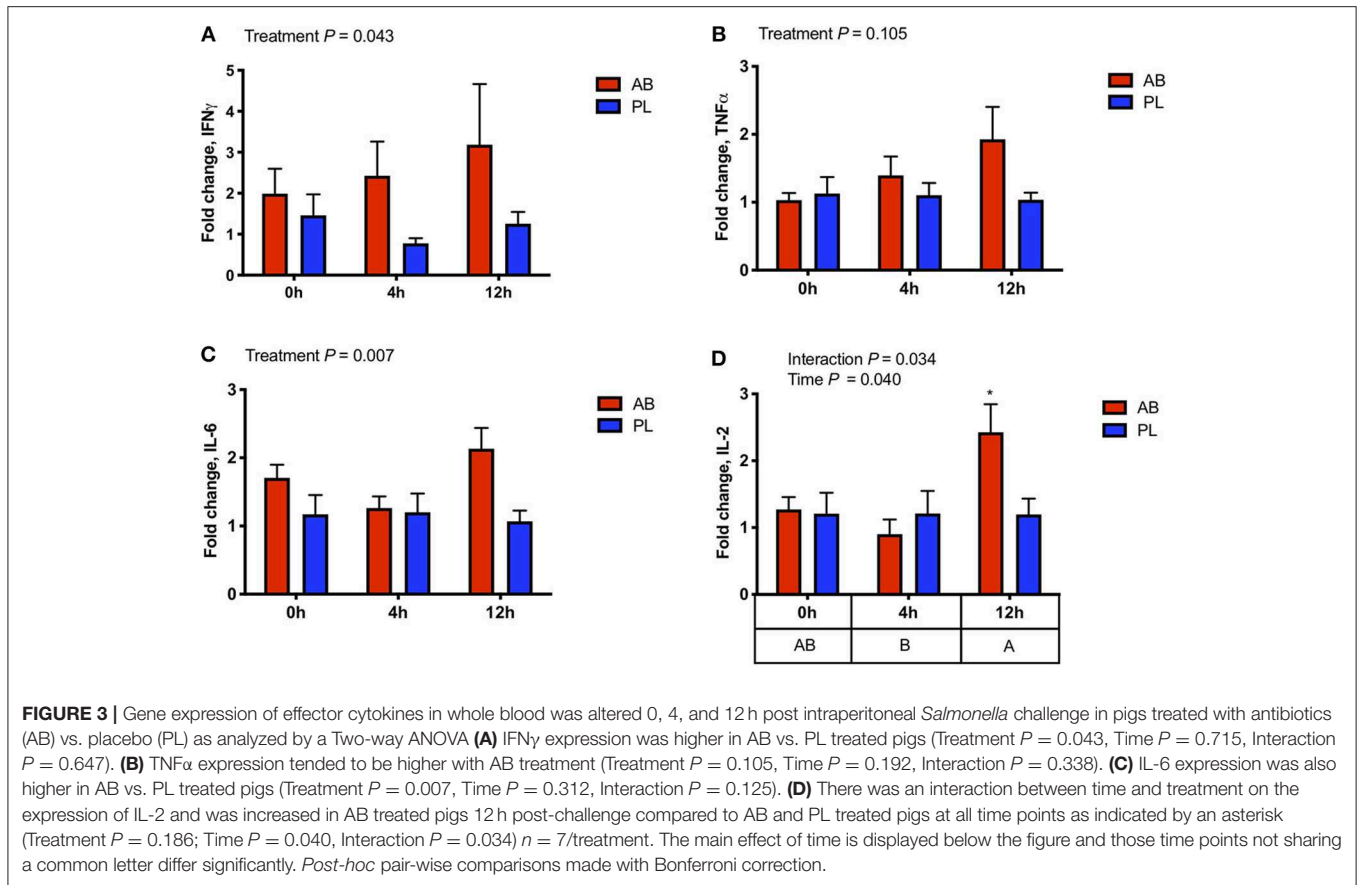 A Treatment P = 0.043
Fold change, IFNγ
5
4
3
2
1
0
0h 4h 12h
AB
PL
B Treatment P = 0.105
Fold change, TNFα
3
2
1
0
0h 4h 12h
AB
PL
C Treatment P = 0.007
Fold change, IL-6
3
2
1
0
0h 4h 12h
AB
PL
D Interaction P = 0.034
Time P = 0.040
Fold change, IL-2
3
2
1
0
*
0h 4h 12h
AB B A
AB
PL
FIGURE 3 | Gene expression of effector cytokines in whole blood was altered 0, 4, and 12 h post intraperitoneal Salmonella challenge in pigs treated with antibiotics
(AB) vs. placebo (PL) as analyzed by a Two-way ANOVA (A) IFNγ expression was higher in AB vs. PL treated pigs (Treatment P = 0.043, Time P = 0.715, Interaction
P = 0.647). (B) TNFα expression tended to be higher with AB treatment (Treatment P = 0.105, Time P = 0.192, Interaction P = 0.338). (C) IL-6 expression was also
higher in AB vs. PL treated pigs (Treatment P = 0.007, Time P = 0.312, Interaction P = 0.125). (D) There was an interaction between time and treatment on the
expression of IL-2 and was increased in AB treated pigs 12 h post-challenge compared to AB and PL treated pigs at all time points as indicated by an asterisk
(Treatment P = 0.186; Time P = 0.040, Interaction P = 0.034) n = 7/treatment. The main effect of time is displayed below the figure and those time points not sharing
a common letter differ significantly. Post-hoc pair-wise comparisons made with Bonferroni correction.